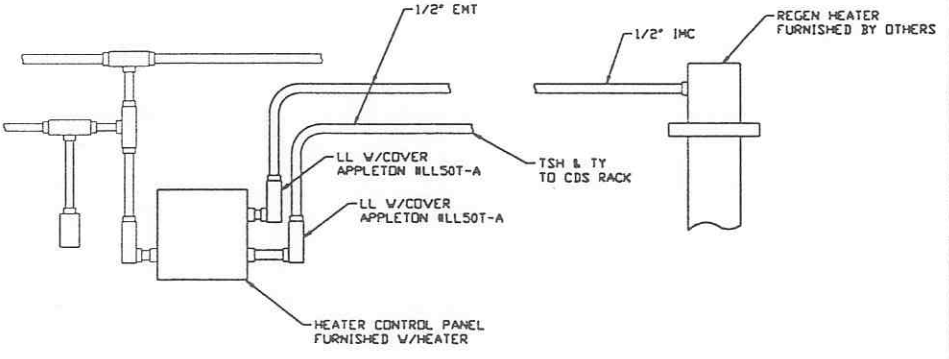 1/2" EMT
REGEN HEATER
FURNISHED BY OTHERS
1/2" IMC
LL W/COVER
APPLETON #LL50T-A
TSH & TY
TO CDS RACK
LL W/COVER
APPLETON #LL50T-A
HEATER CONTROL PANEL
FURNISHED W/HEATER